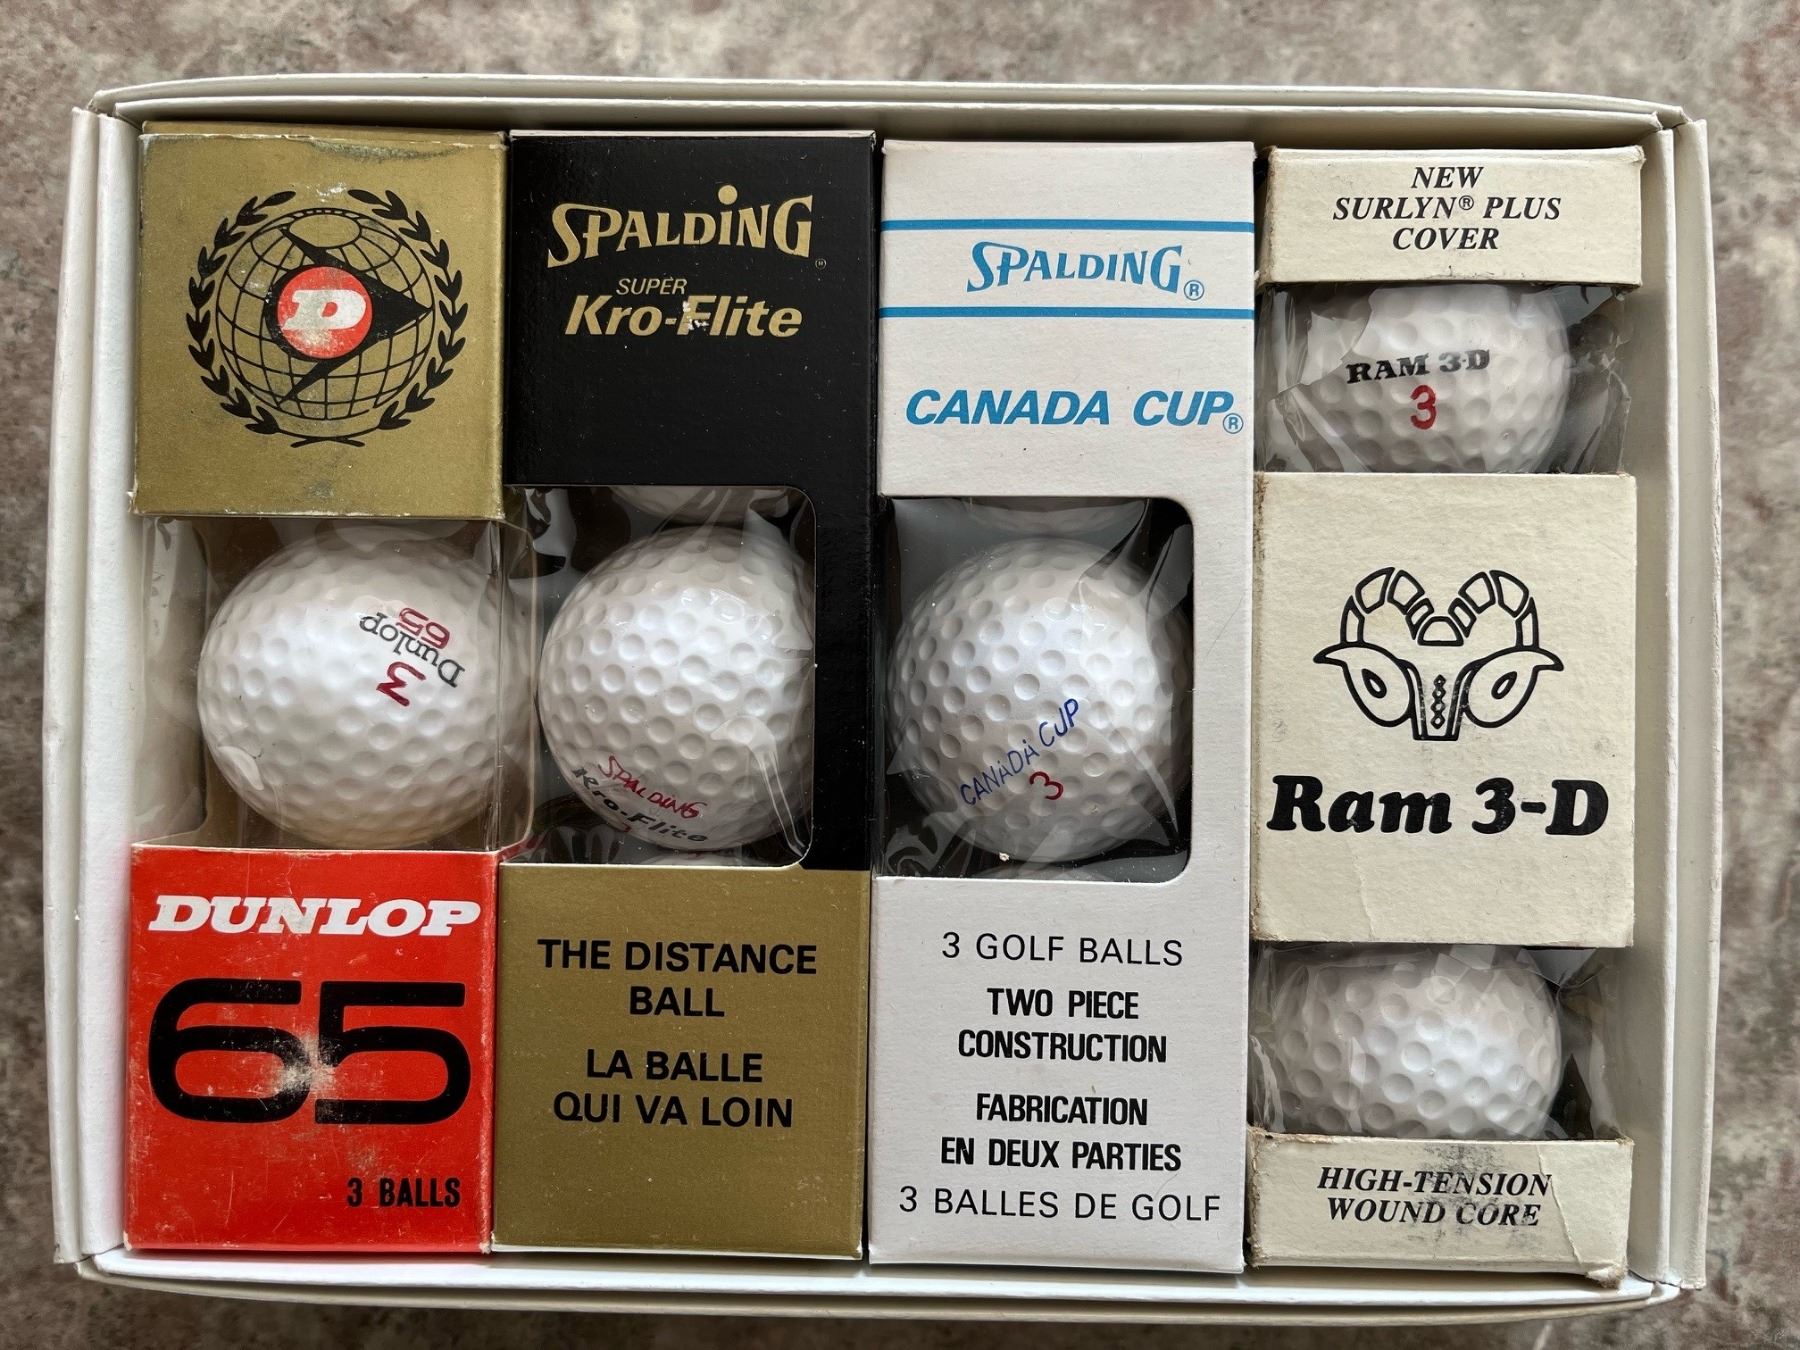 D
DUNLOP
65
3 BALLS
Dunlop
65
3
SPALDING
SUPER
Kro-Flite
SPALDING
Kro-Flite
THE DISTANCE
BALL
LA BALLE
QUI VA LOIN
SPALDING®
CANADA CUP®
CANADA CUP
3
3 GOLF BALLS
TWO PIECE
CONSTRUCTION
FABRICATION
EN DEUX PARTIES
3 BALLES DE GOLF
NEW
SURLYN® PLUS
COVER
RAM 3-D
3
Ram 3-D
HIGH-TENSION
WOUND CORE